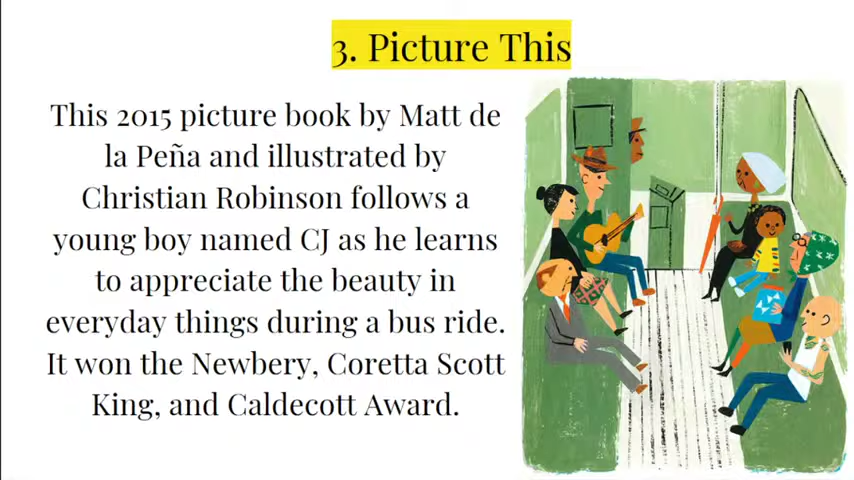 3. Picture This
This 2015 picture book by Matt de
la Peña and illustrated by
Christian Robinson follows a
young boy named CJ as he learns
to appreciate the beauty in
everyday things during a bus ride.
It won the Newbery, Coretta Scott
King, and Caldecott Award.